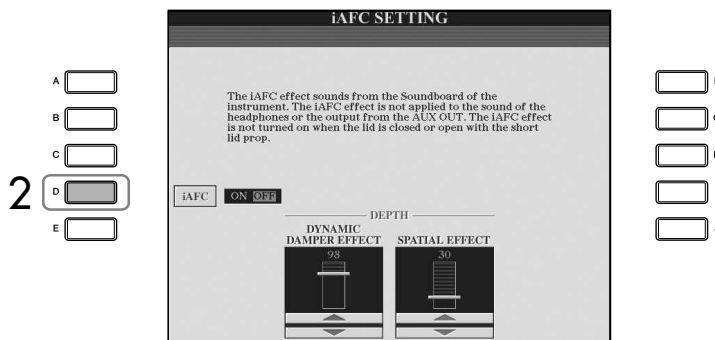 iAFC SETTING
The iAFC effect sounds from the Soundboard of the
instrument. The iAFC effect is not applied to the sound of the
headphones or the output from the AUX OUT. The iAFC effect
is not turned on when the lid is closed or open with the short
lid prop.
A
B
C
2 D
E
iAFC ON OFF
DEPTH
DYNAMIC
DAMPER EFFECT
SPATIAL EFFECT
98
30